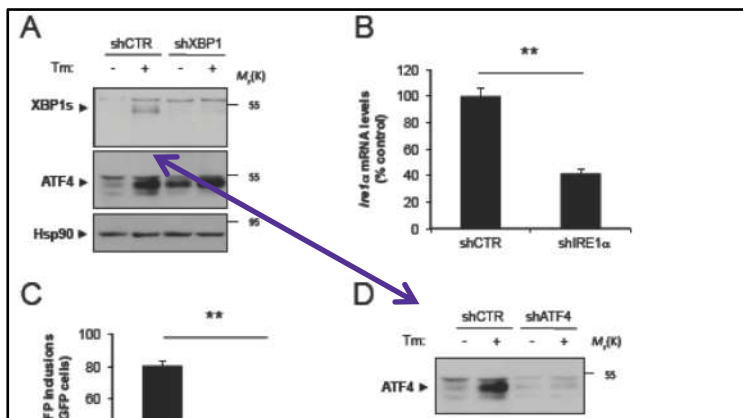 A
shCTR shXBP1
Tm: - + - + Mr(K)
XBP1s
55
ATF4
55
95
Hsp90
B
**
Ire1α mRNA levels
(% control)
120
100
80
60
40
20
0
shCTR shIRE1α
C
**
100
80
60
FP Inclusions
GFP cells)
D
shCTR shATF4
Tm: - + - + Mr(K)
55
ATF4